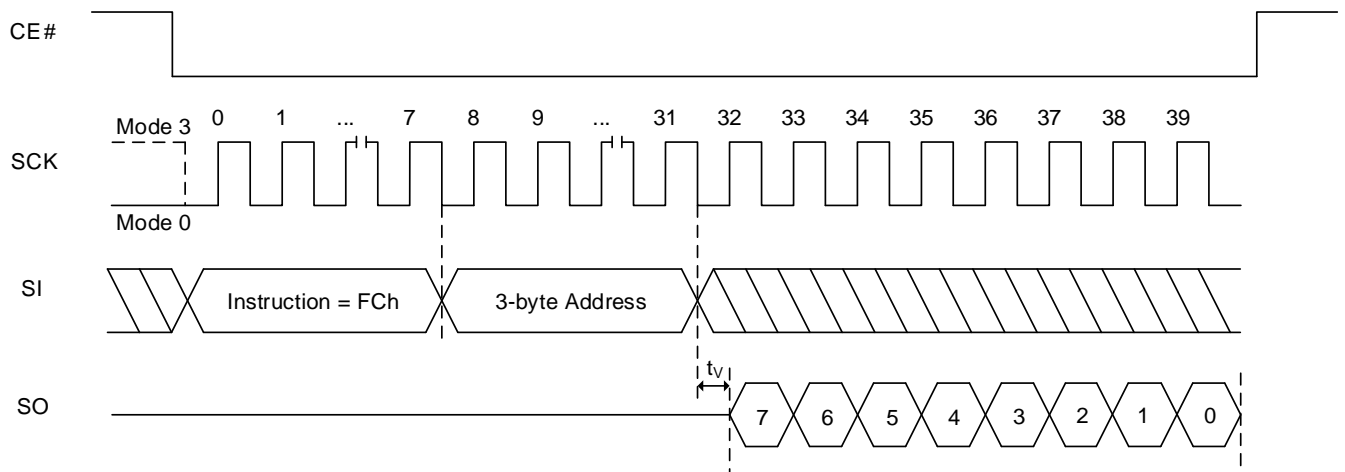 CE#
Mode 3 0 1 ... 7 8 9 ... 31 32 33 34 35 36 37 38 39
SCK
Mode 0
SI Instruction = FCh 3-byte Address
tV
SO 7 6 5 4 3 2 1 0